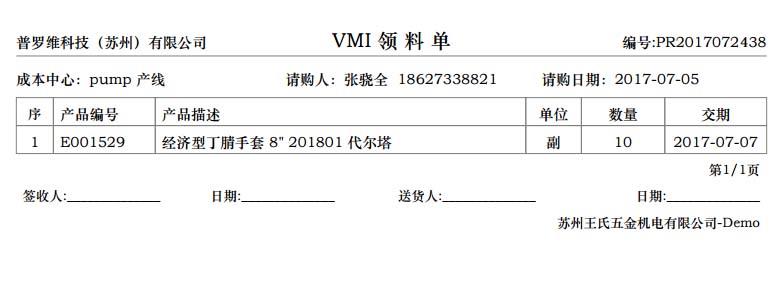 普罗维科技（苏州）有限公司 VMI 领 料 单 编号:PR2017072438
成本中心：pump 产线 请购人：张骁全 18627338821 请购日期：2017-07-05
序 产品编号 产品描述 单位 数量 交期
1 E001529 经济型丁腈手套 8" 201801 代尔塔 副 10 2017-07-07
第1/1页
签收人:_____________ 日期:_____________ 送货人:_____________ 日期:_____________
苏州王氏五金机电有限公司-Demo